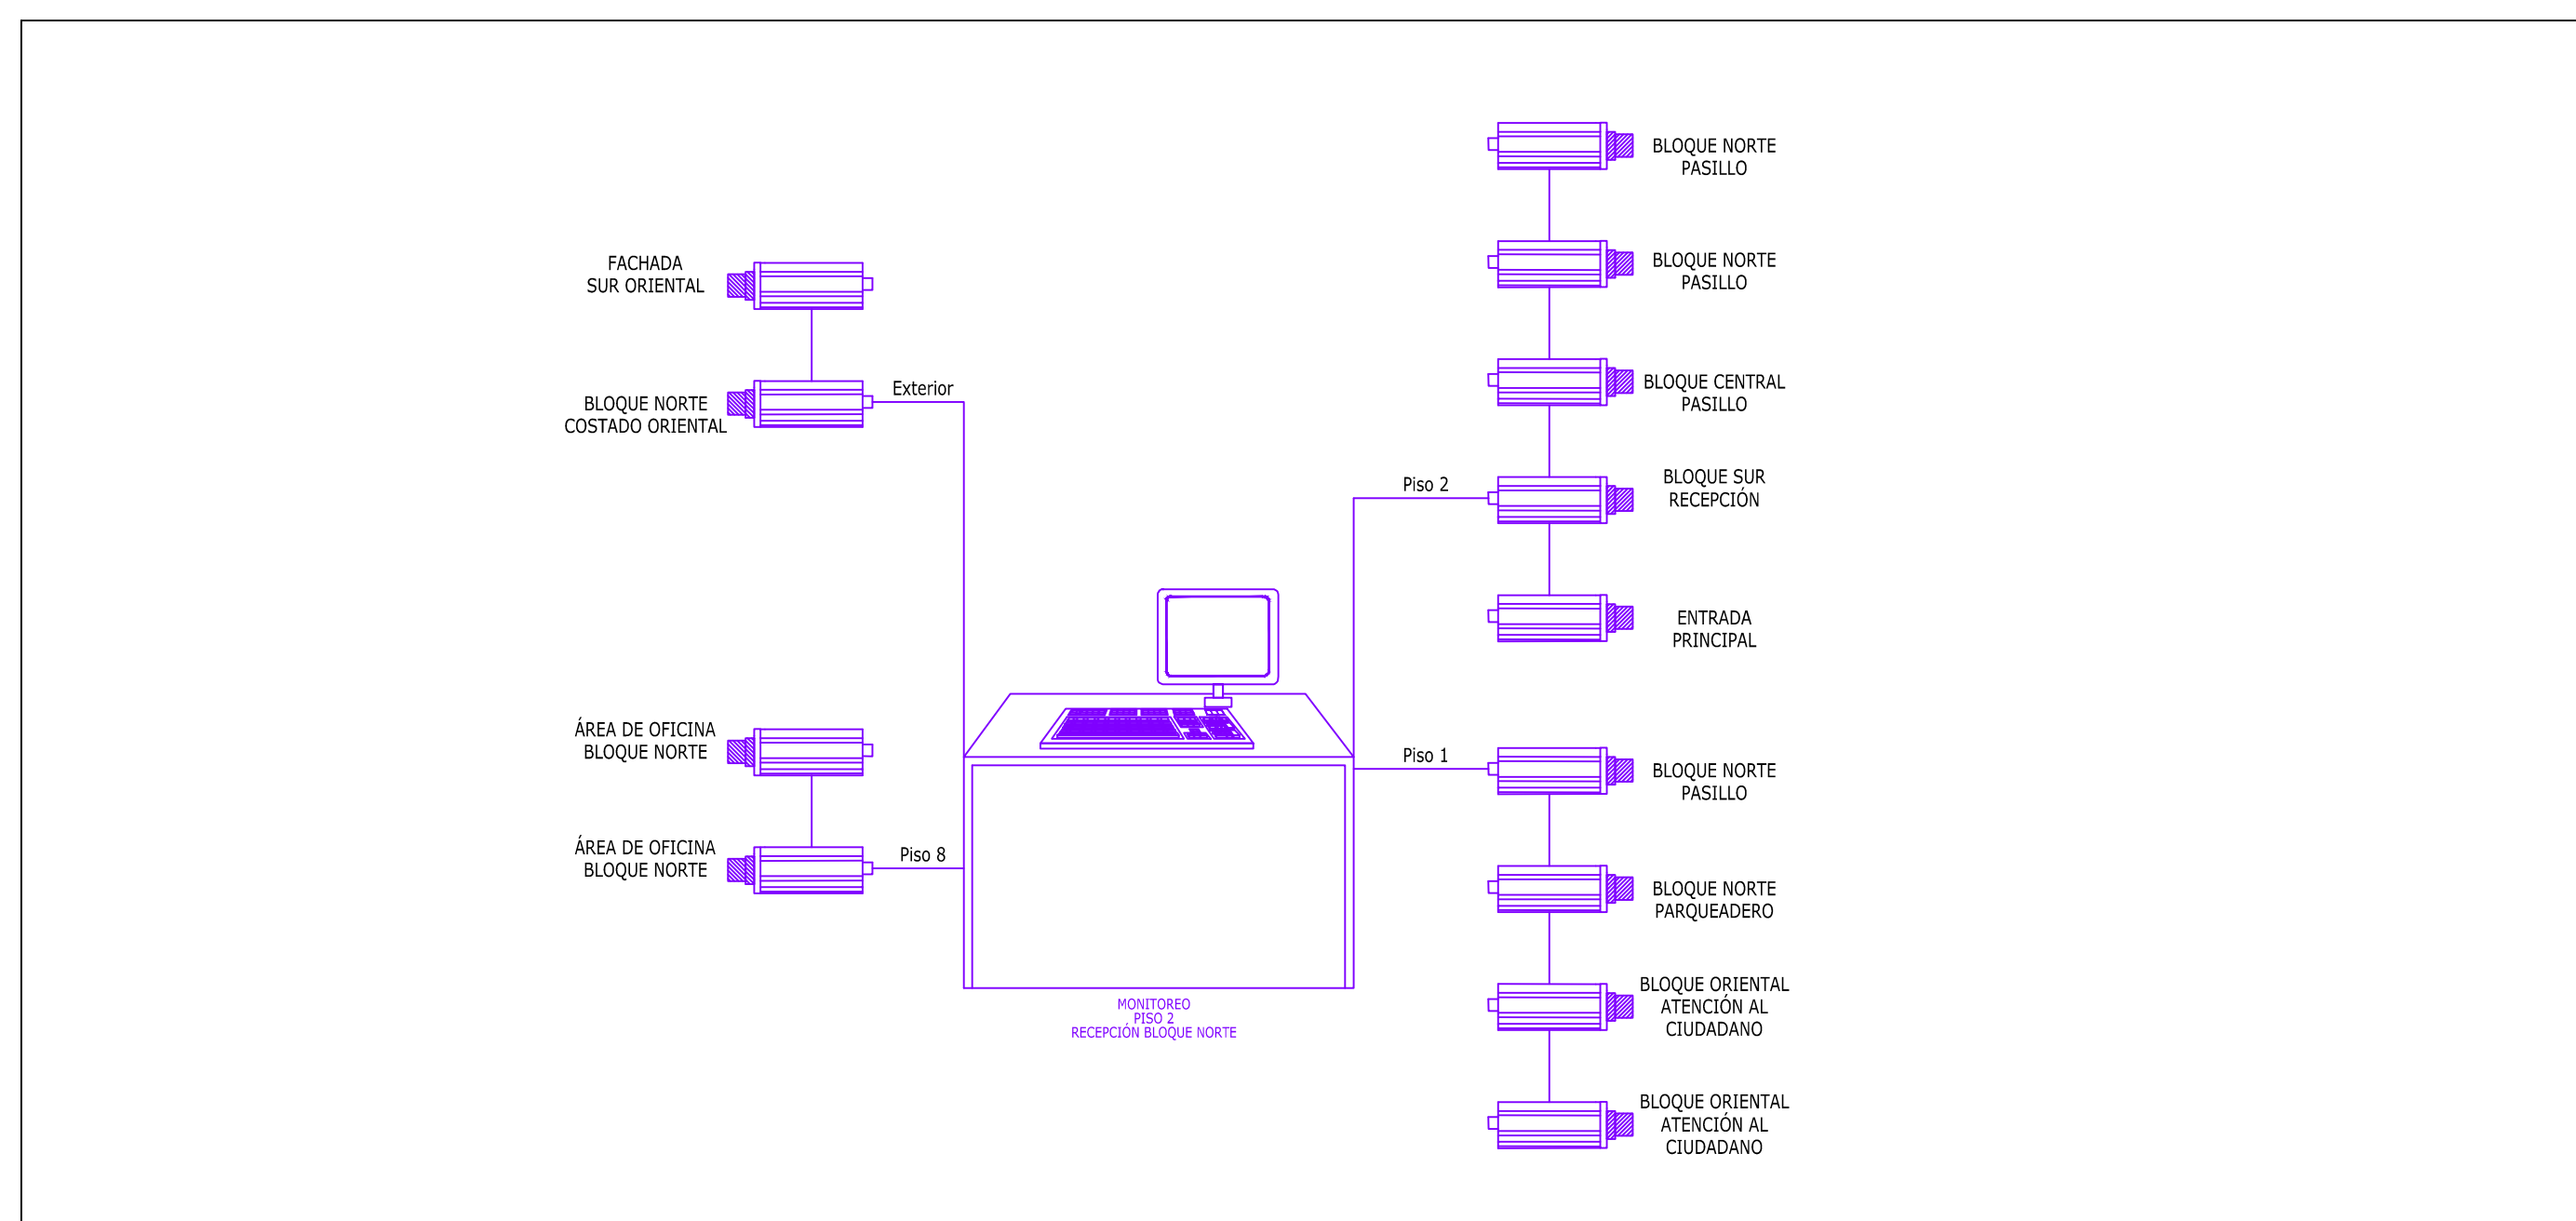 FACHADA
SUR ORIENTAL
BLOQUE NORTE
COSTADO ORIENTAL
Exterior
ÁREA DE OFICINA
BLOQUE NORTE
ÁREA DE OFICINA
BLOQUE NORTE
Piso 8
MONITOREO
PISO 2
RECEPCIÓN BLOQUE NORTE
Piso 2
Piso 1
BLOQUE NORTE
PASILLO
BLOQUE NORTE
PASILLO
BLOQUE CENTRAL
PASILLO
BLOQUE SUR
RECEPCIÓN
ENTRADA
PRINCIPAL
BLOQUE NORTE
PASILLO
BLOQUE NORTE
PARQUEADERO
BLOQUE ORIENTAL
ATENCIÓN AL
CIUDADANO
BLOQUE ORIENTAL
ATENCIÓN AL
CIUDADANO